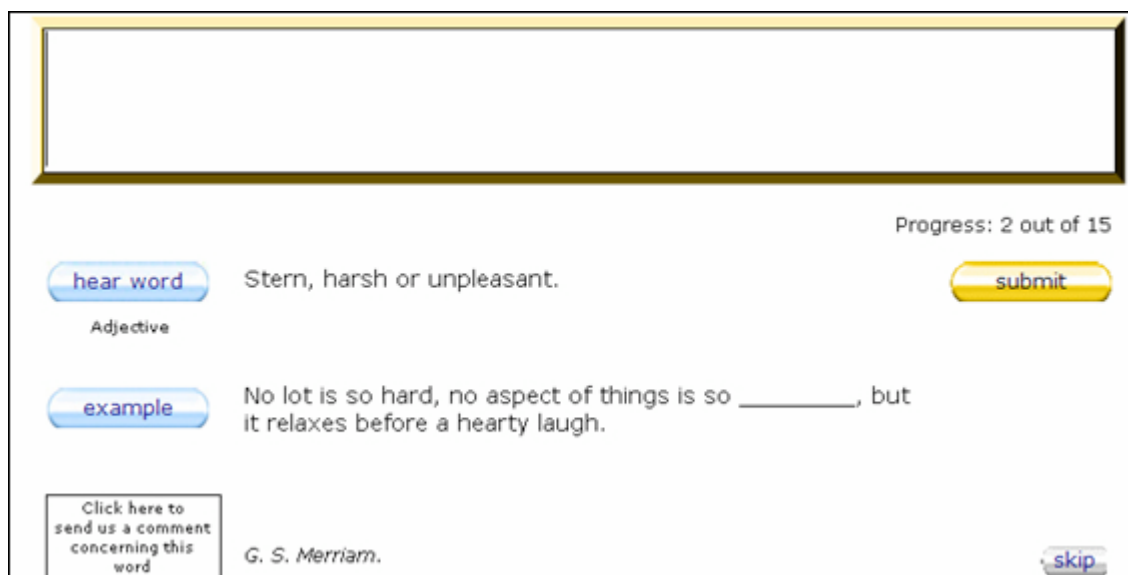 Progress: 2 out of 15
hear word
Stern, harsh or unpleasant.
submit
Adjective
example
No lot is so hard, no aspect of things is so _________, but
it relaxes before a hearty laugh.
Click here to
send us a comment
concerning this
word
G. S. Merriam.
skip